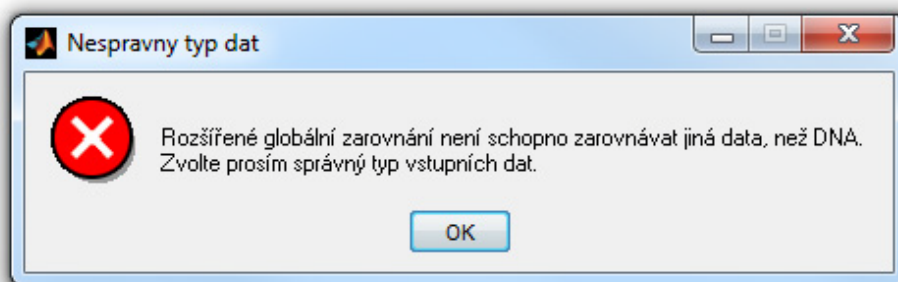 Nespravny typ dat
Rozšířené globální zarovnání není schopno zarovnávat jiná data, než DNA.
Zvolte prosím správný typ vstupních dat.
OK